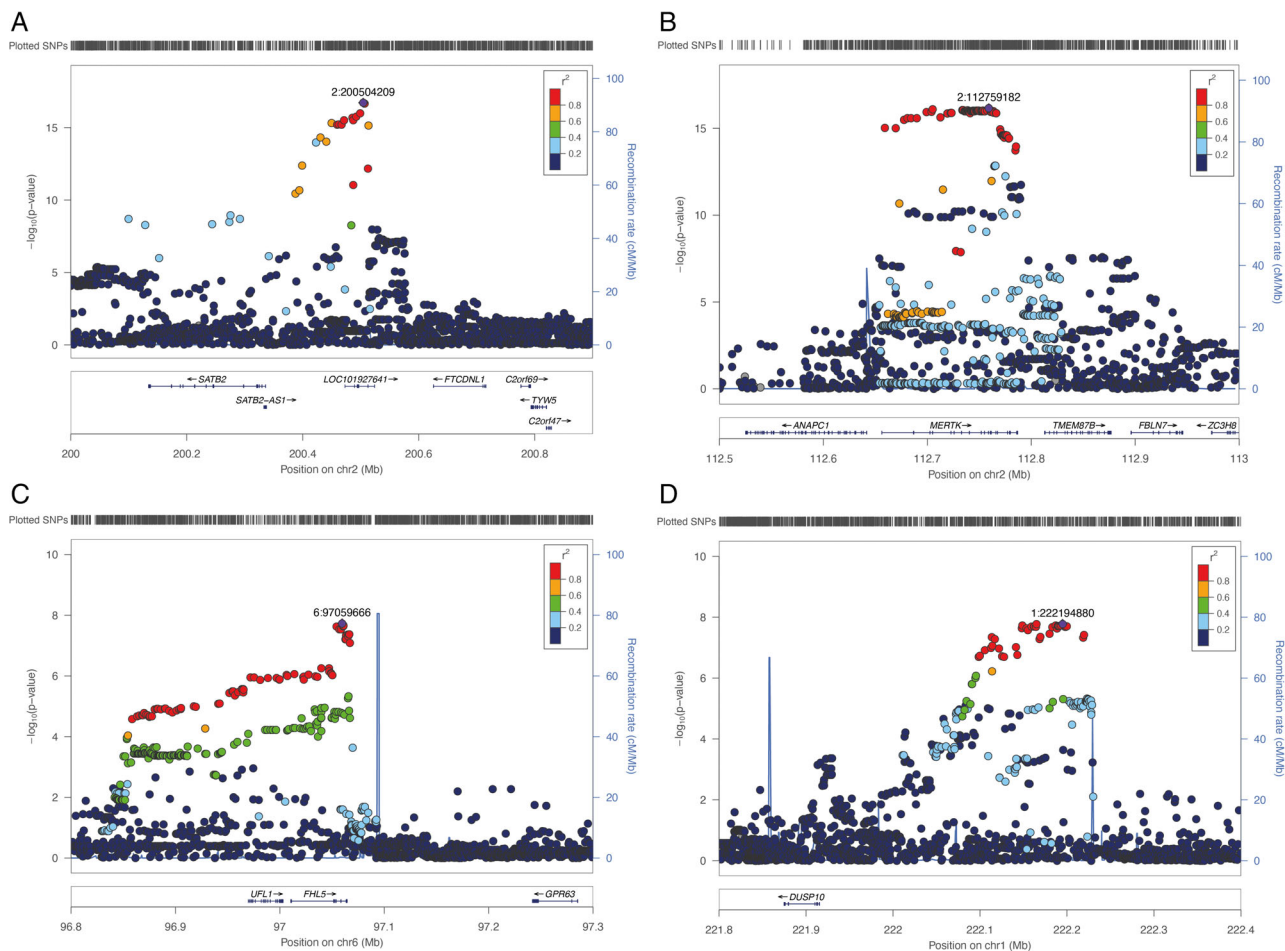 A
Plotted SNPs
2:200504209
r²
0.8
0.6
0.4
0.2
15
10
5
0
−log₁₀(p−value)
100
80
60
40
20
0
Recombination rate (cM/Mb)
←SATB2
LOC101927641→
←FTCDNL1
C2orf69→
SATB2−AS1→
←TYW5
C2orf47→
200
200.2
200.4
200.6
200.8
Position on chr2 (Mb)
B
Plotted SNPs
2:112759182
r²
0.8
0.6
0.4
0.2
15
10
5
0
−log₁₀(p−value)
100
80
60
40
20
0
Recombination rate (cM/Mb)
←ANAPC1
MERTK→
TMEM87B→
FBLN7→
←ZC3H8
112.5
112.6
112.7
112.8
112.9
113
Position on chr2 (Mb)
C
Plotted SNPs
6:97059666
r²
0.8
0.6
0.4
0.2
10
8
6
4
2
0
−log₁₀(p−value)
100
80
60
40
20
0
Recombination rate (cM/Mb)
UFL1→
FHL5→
←GPR63
96.8
96.9
97
97.1
97.2
97.3
Position on chr6 (Mb)
D
Plotted SNPs
1:222194880
r²
0.8
0.6
0.4
0.2
10
8
6
4
2
0
−log₁₀(p−value)
100
80
60
40
20
0
Recombination rate (cM/Mb)
←DUSP10
221.8
221.9
222
222.1
222.2
222.3
222.4
Position on chr1 (Mb)